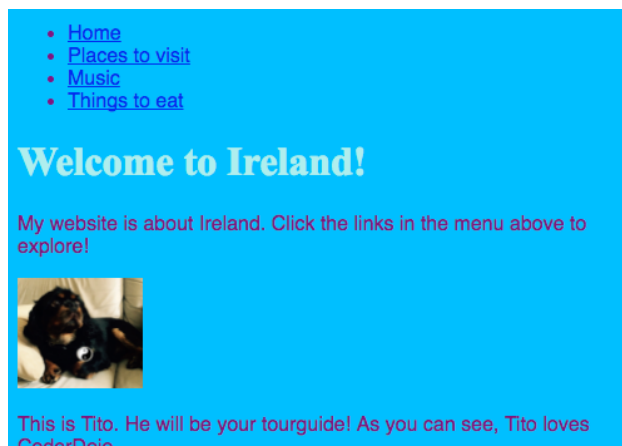 Home
Places to visit
Music
Things to eat
Welcome to Ireland!
My website is about Ireland. Click the links in the menu above to
explore!
This is Tito. He will be your tourguide! As you can see, Tito loves
CoderDojo